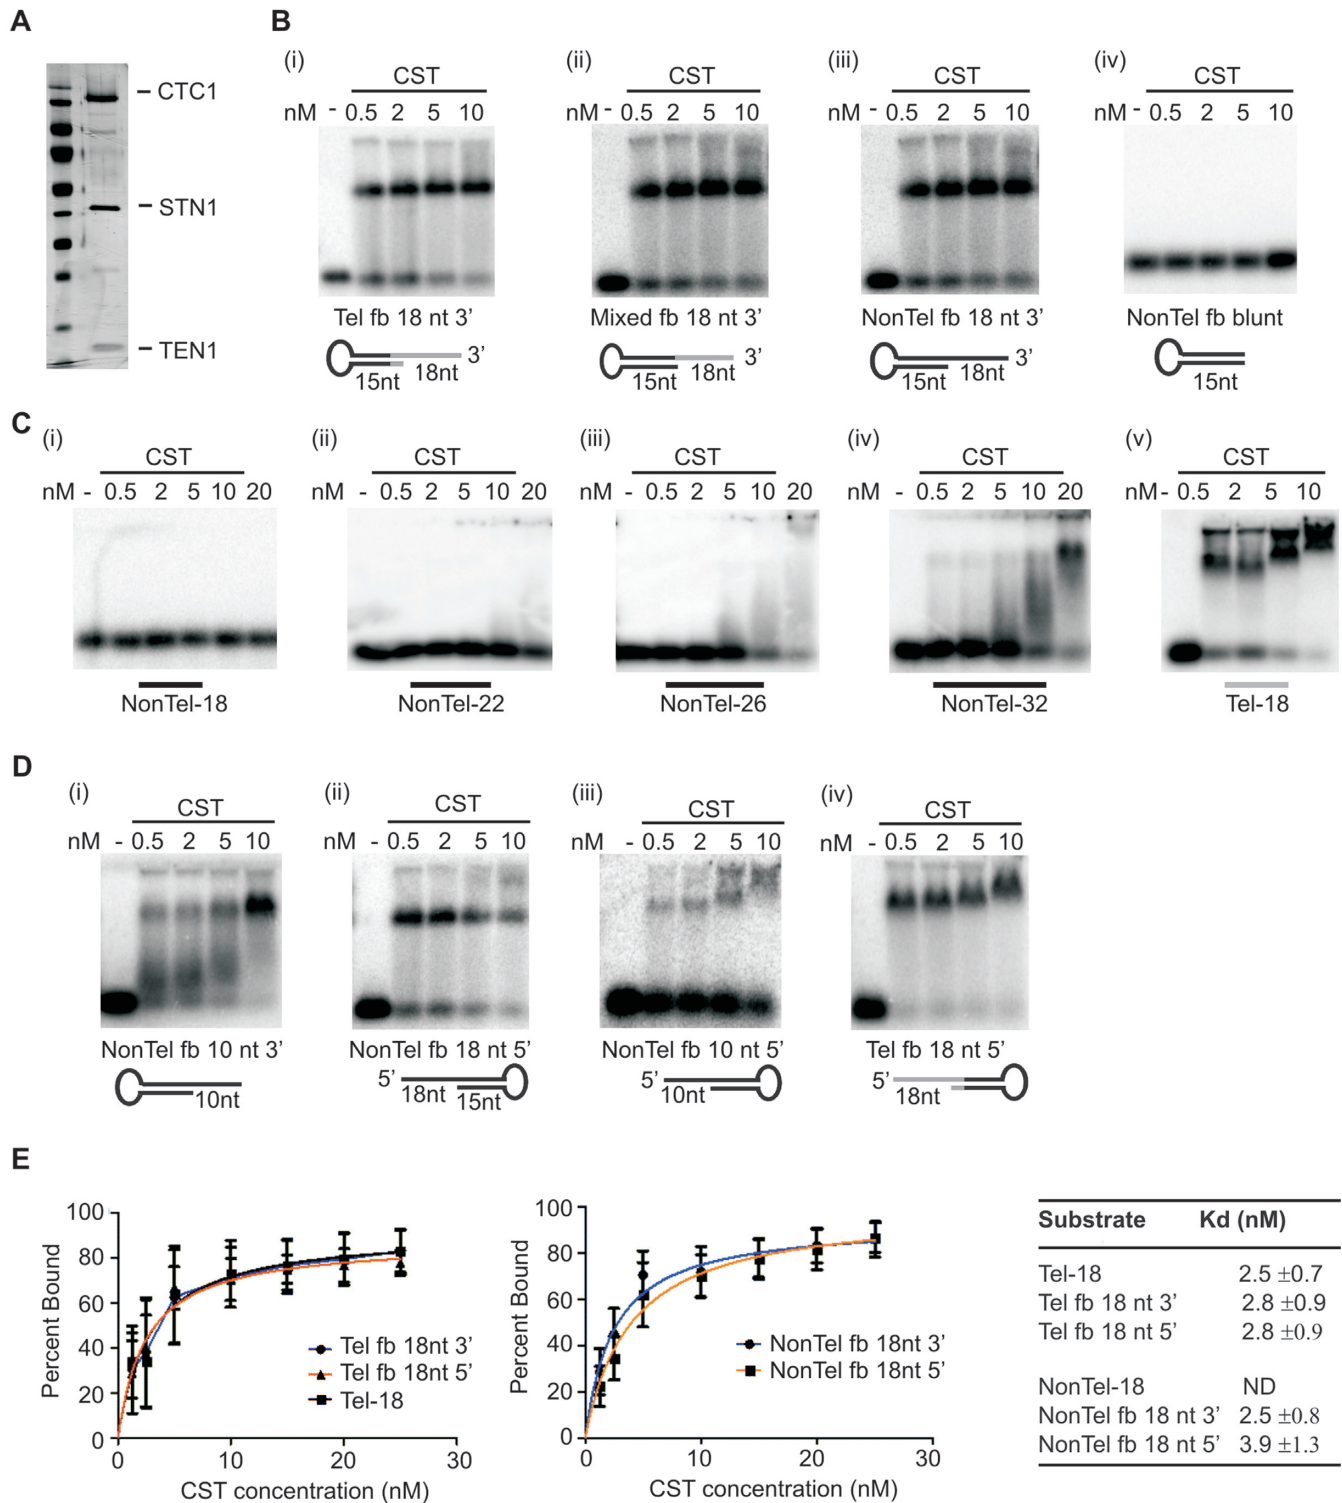 A
CTC1
STN1
TEN1
B
(i)
CST
nM - 0.5 2 5 10
Tel fb 18 nt 3’
3’
15nt 18nt
(ii)
CST
nM - 0.5 2 5 10
Mixed fb 18 nt 3’
3’
15nt 18nt
(iii)
CST
nM - 0.5 2 5 10
NonTel fb 18 nt 3’
3’
15nt 18nt
(iv)
CST
nM - 0.5 2 5 10
NonTel fb blunt
15nt
C
(i)
CST
nM - 0.5 2 5 10 20
NonTel-18
(ii)
CST
nM - 0.5 2 5 10 20
NonTel-22
(iii)
CST
nM - 0.5 2 5 10 20
NonTel-26
(iv)
CST
nM - 0.5 2 5 10 20
NonTel-32
(v)
CST
nM- 0.5 2 5 10
Tel-18
D
(i)
CST
nM - 0.5 2 5 10
NonTel fb 10 nt 3’
10nt
(ii)
CST
nM - 0.5 2 5 10
NonTel fb 18 nt 5’
5’
18nt 15nt
(iii)
CST
nM - 0.5 2 5 10
NonTel fb 10 nt 5’
5’
10nt
(iv)
CST
nM - 0.5 2 5 10
Tel fb 18 nt 5’
5’
18nt
E
Percent Bound
100
80
60
40
20
0
0 10 20 30
CST concentration (nM)
Tel fb 18nt 3’
Tel fb 18nt 5’
Tel-18
Percent Bound
100
80
60
40
20
0
0 10 20 30
CST concentration (nM)
NonTel fb 18nt 3’
NonTel fb 18nt 5’
Substrate Kd (nM)
Tel-18 2.5 ±0.7
Tel fb 18 nt 3’ 2.8 ±0.9
Tel fb 18 nt 5’ 2.8 ±0.9
NonTel-18 ND
NonTel fb 18 nt 3’ 2.5 ±0.8
NonTel fb 18 nt 5’ 3.9 ±1.3